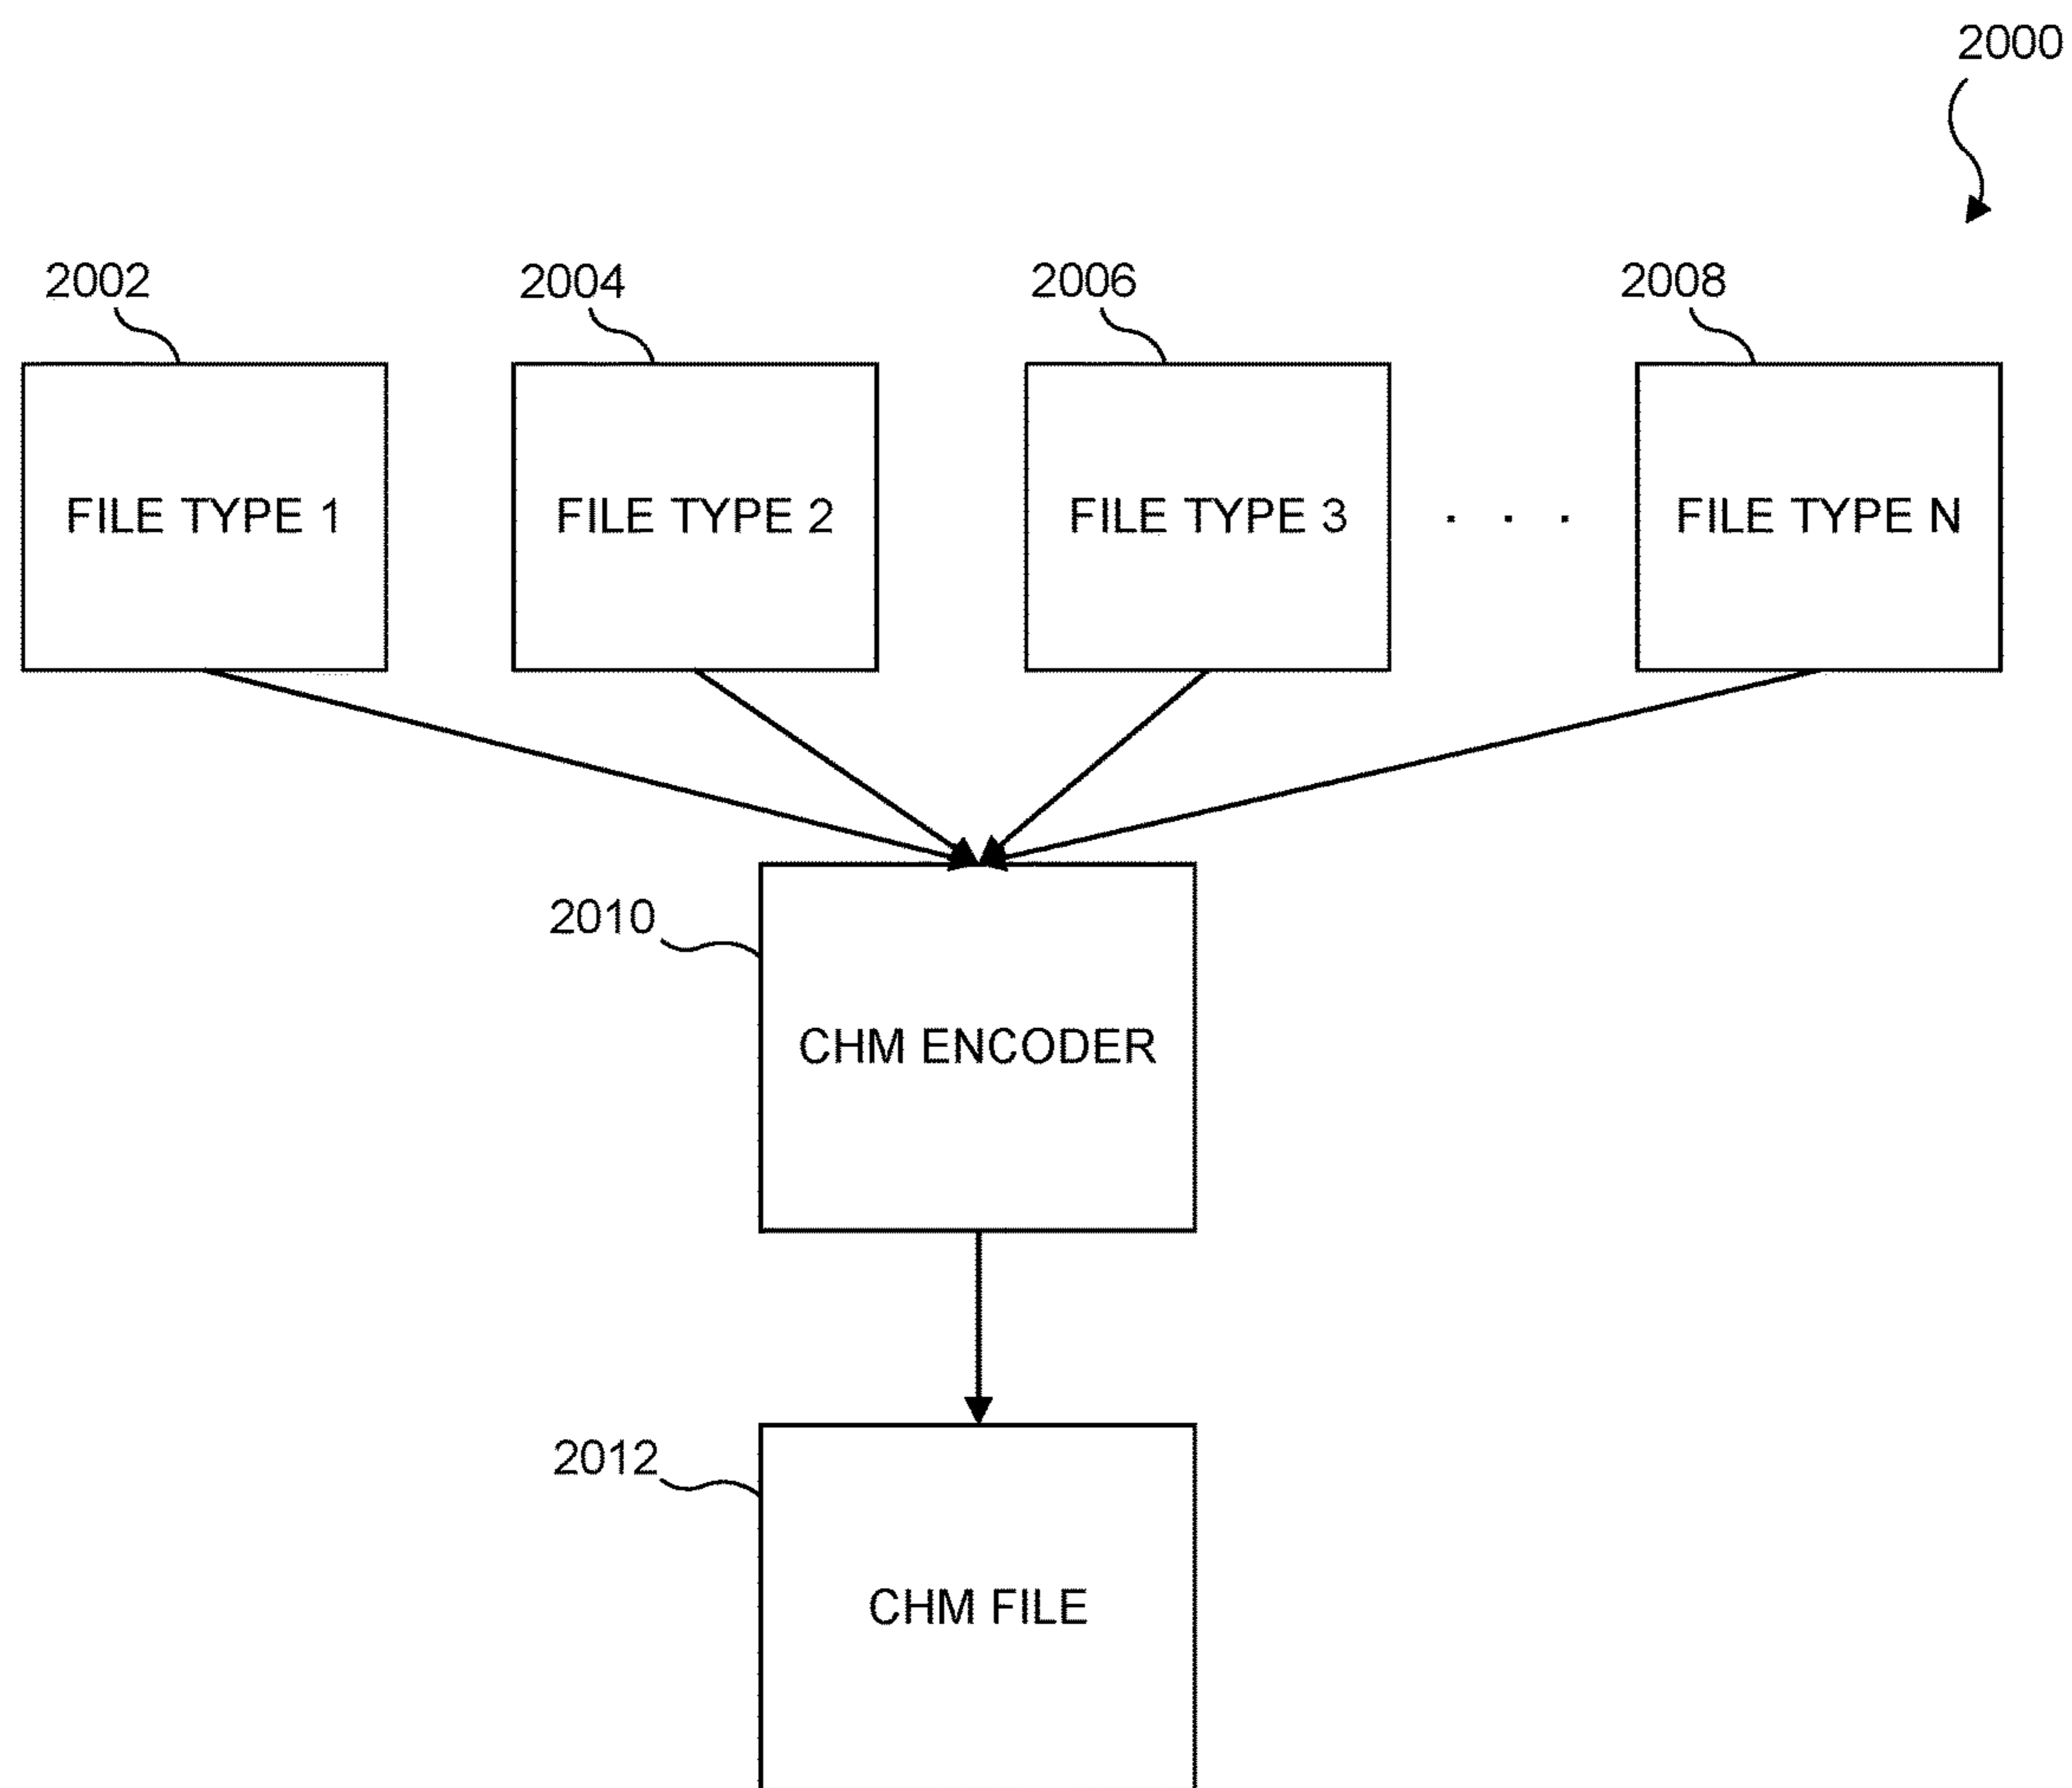 2000
2002
2004
2006
2008
FILE TYPE 1
FILE TYPE 2
FILE TYPE 3
. . .
FILE TYPE N
2010
CHM ENCODER
2012
CHM FILE